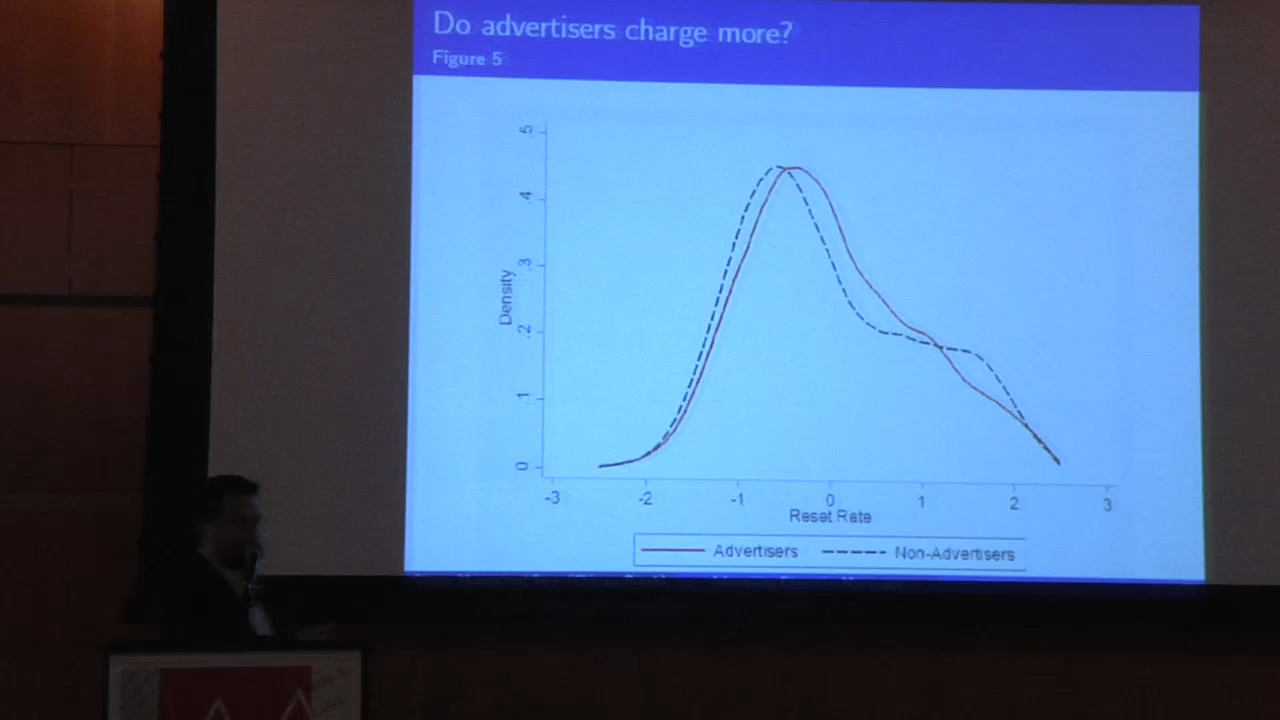 Do advertisers charge more?
Figure 5
.5
.4
.3
.2
.1
0
Density
-3 -2 -1 0 1 2 3
Reset Rate
Advertisers Non-Advertisers